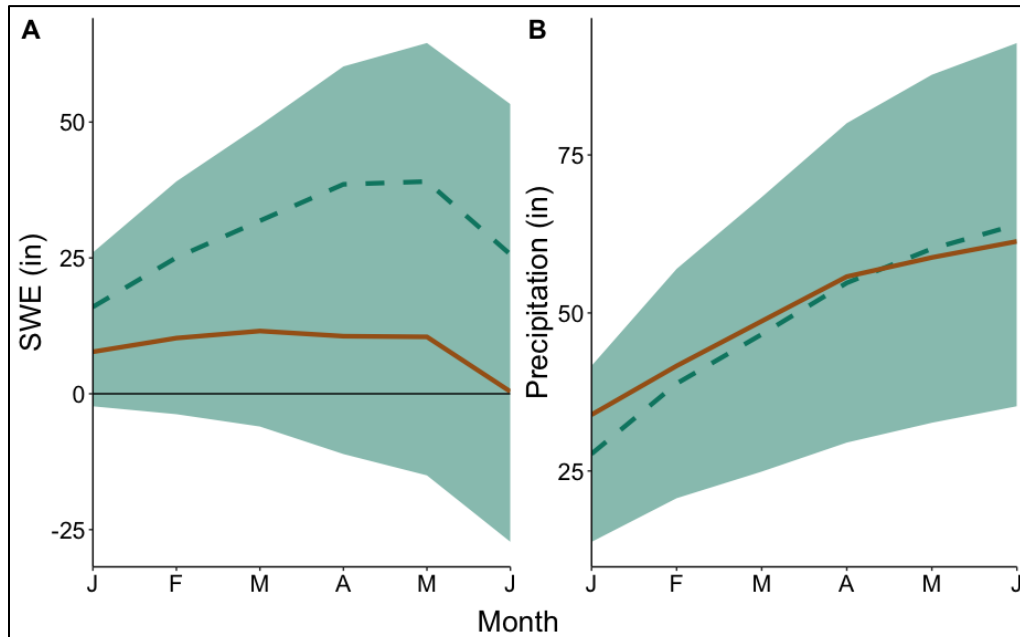 A
B
SWE (in)
50
25
0
-25
J F M A M J
Precipitation (in)
75
50
25
J F M A M J
Month